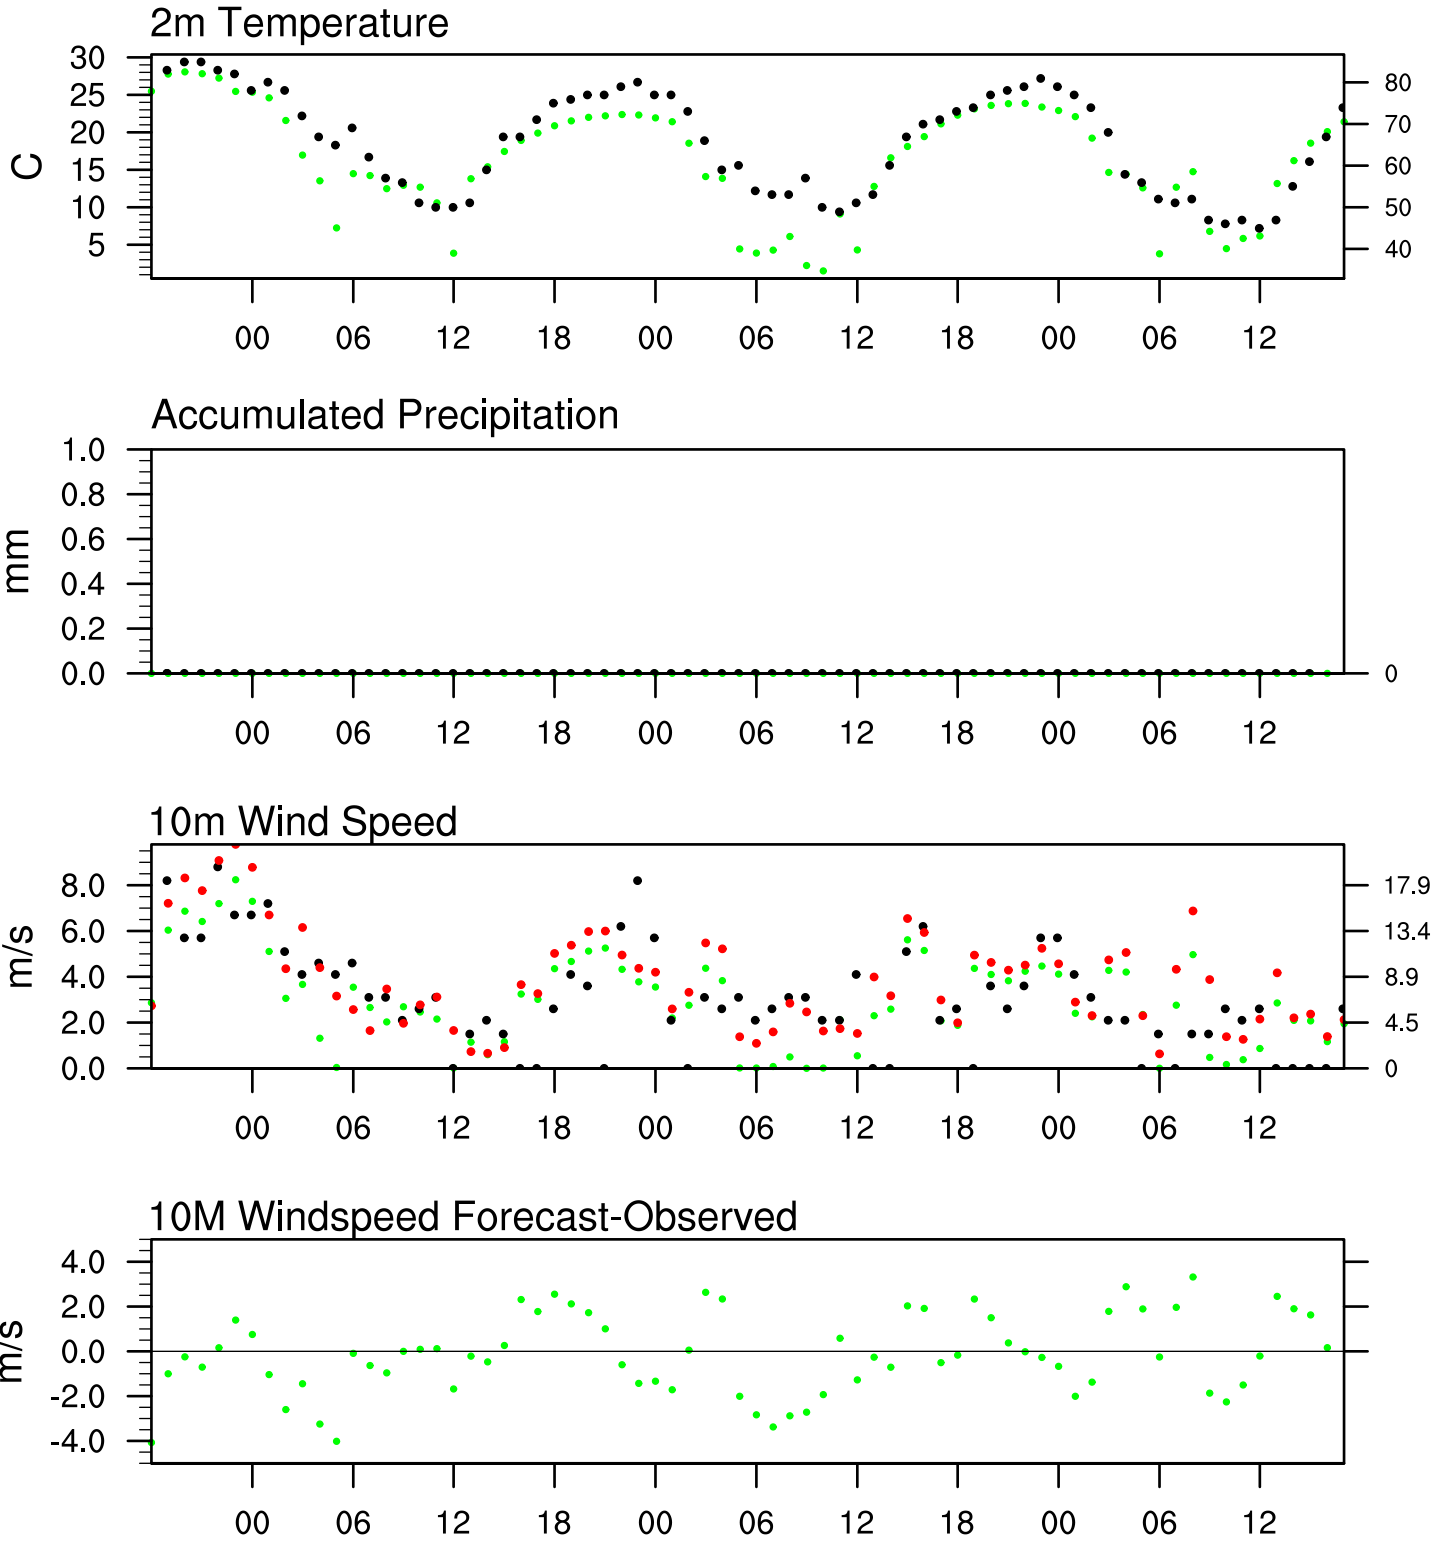 2m Temperature
30
25
20
15
10
5
C
80
70
60
50
40
00 06 12 18 00 06 12 18 00 06 12
Accumulated Precipitation
1.0
0.8
0.6
0.4
0.2
0.0
mm
0
00 06 12 18 00 06 12 18 00 06 12
10m Wind Speed
8.0
6.0
4.0
2.0
0.0
m/s
17.9
13.4
8.9
4.5
0
00 06 12 18 00 06 12 18 00 06 12
10M Windspeed Forecast-Observed
4.0
2.0
0.0
-2.0
-4.0
m/s
00 06 12 18 00 06 12 18 00 06 12